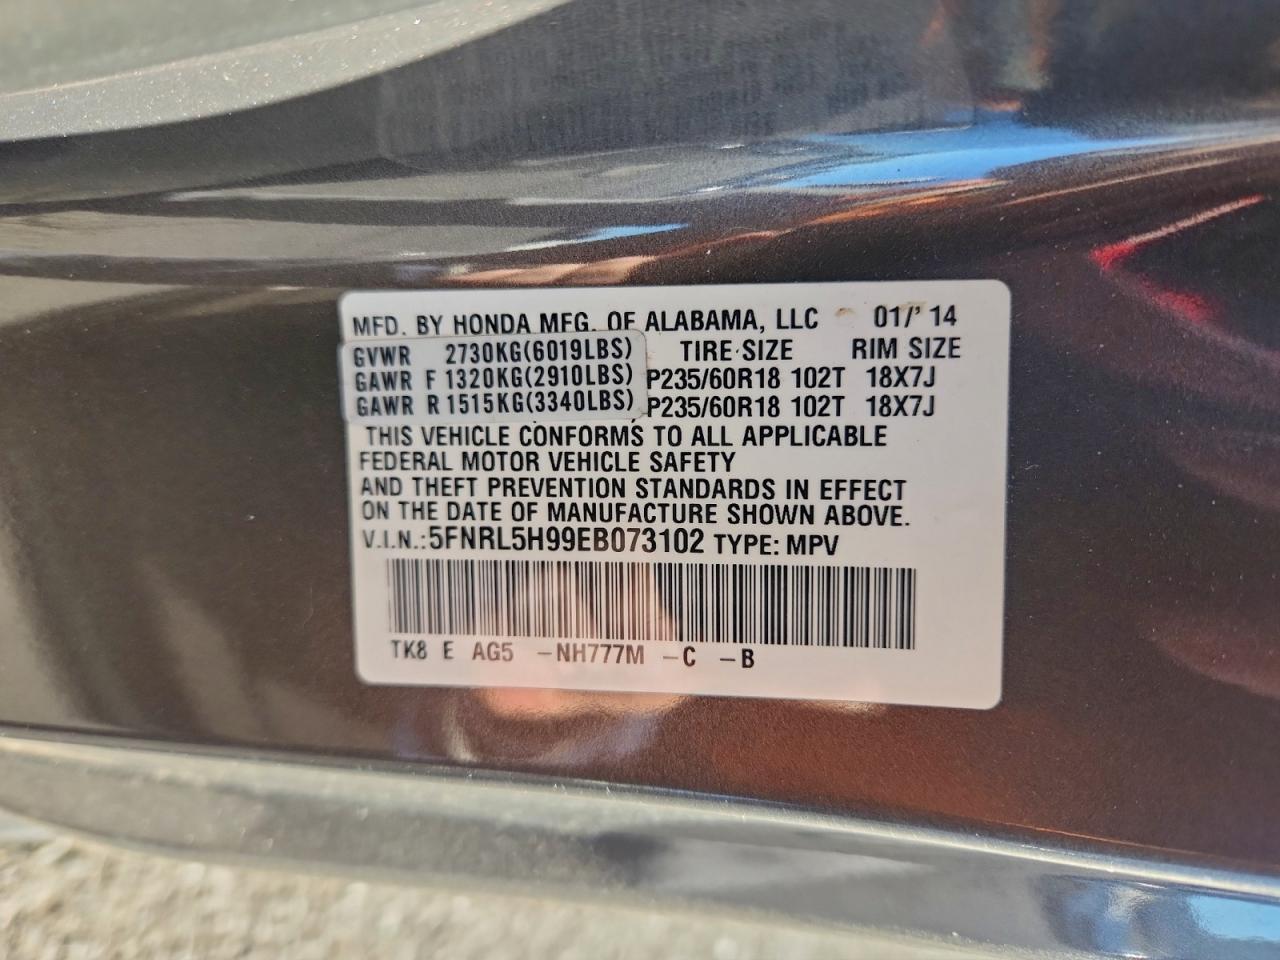 MFD. BY HONDA MFG. OF ALABAMA, LLC 01/'14
GVWR 2730KG(6019LBS) TIRE SIZE RIM SIZE
GAWR F 1320KG(2910LBS) P235/60R18 102T 18X7J
GAWR R 1515KG(3340LBS) P235/60R18 102T 18X7J
THIS VEHICLE CONFORMS TO ALL APPLICABLE
FEDERAL MOTOR VEHICLE SAFETY
AND THEFT PREVENTION STANDARDS IN EFFECT
ON THE DATE OF MANUFACTURE SHOWN ABOVE.
V.I.N.:5FNRL5H99EB073102 TYPE: MPV
TK8 E AG5 -NH777M -C -B